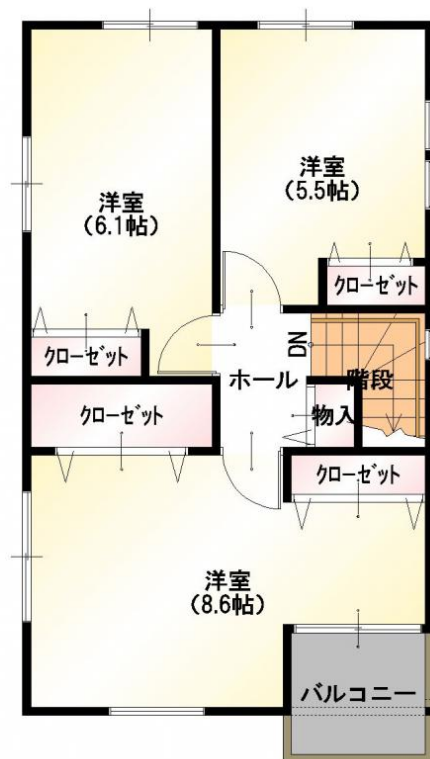 洋室
(6.1帖)
洋室
(5.5帖)
クローゼット
クローゼット
DN
ホール
階段
クローゼット
物入
クローゼット
洋室
(8.6帖)
バルコニー